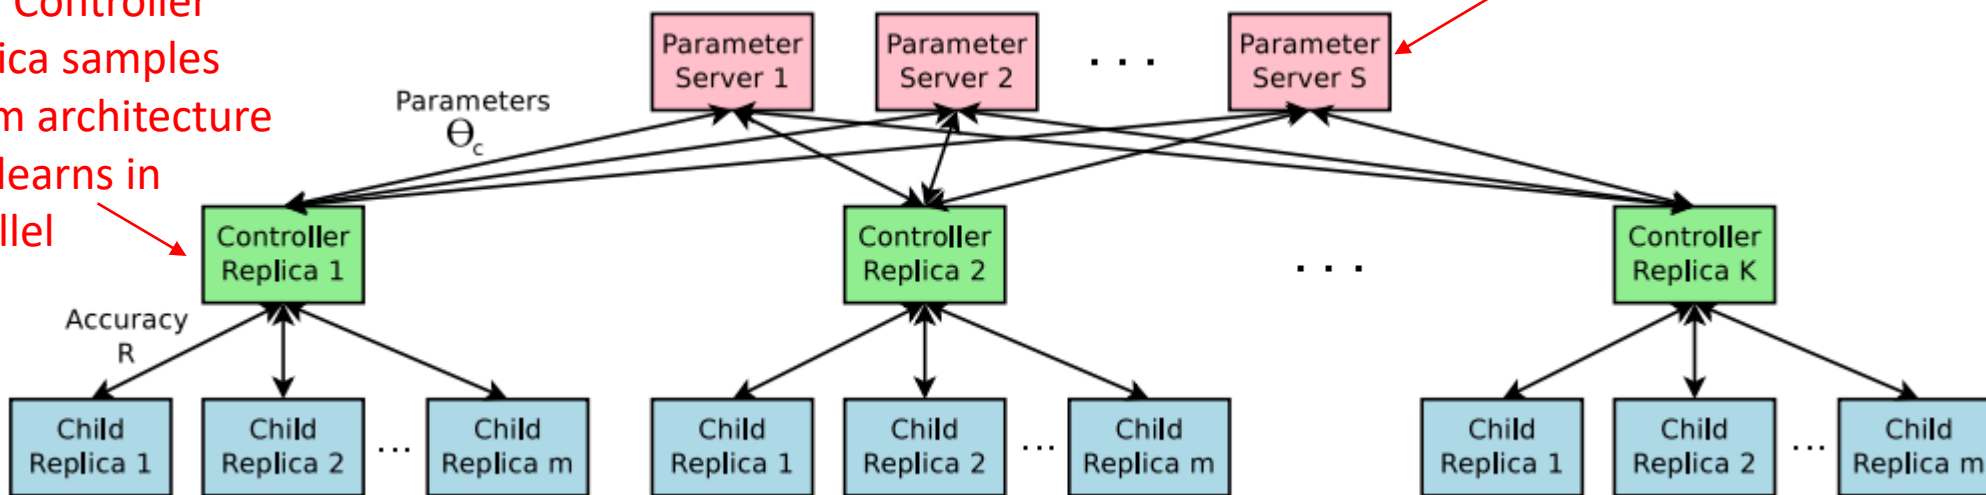 Controller
samples
architecture
learns in
Parameters
Θc
Parameter
Server 1
Parameter
Server 2
. . .
Parameter
Server S
Controller
Replica 1
Controller
Replica 2
. . .
Controller
Replica K
Accuracy
R
Child
Replica 1
Child
Replica 2
...
Child
Replica m
Child
Replica 1
Child
Replica 2
...
Child
Replica m
Child
Replica 1
Child
Replica 2
...
Child
Replica m